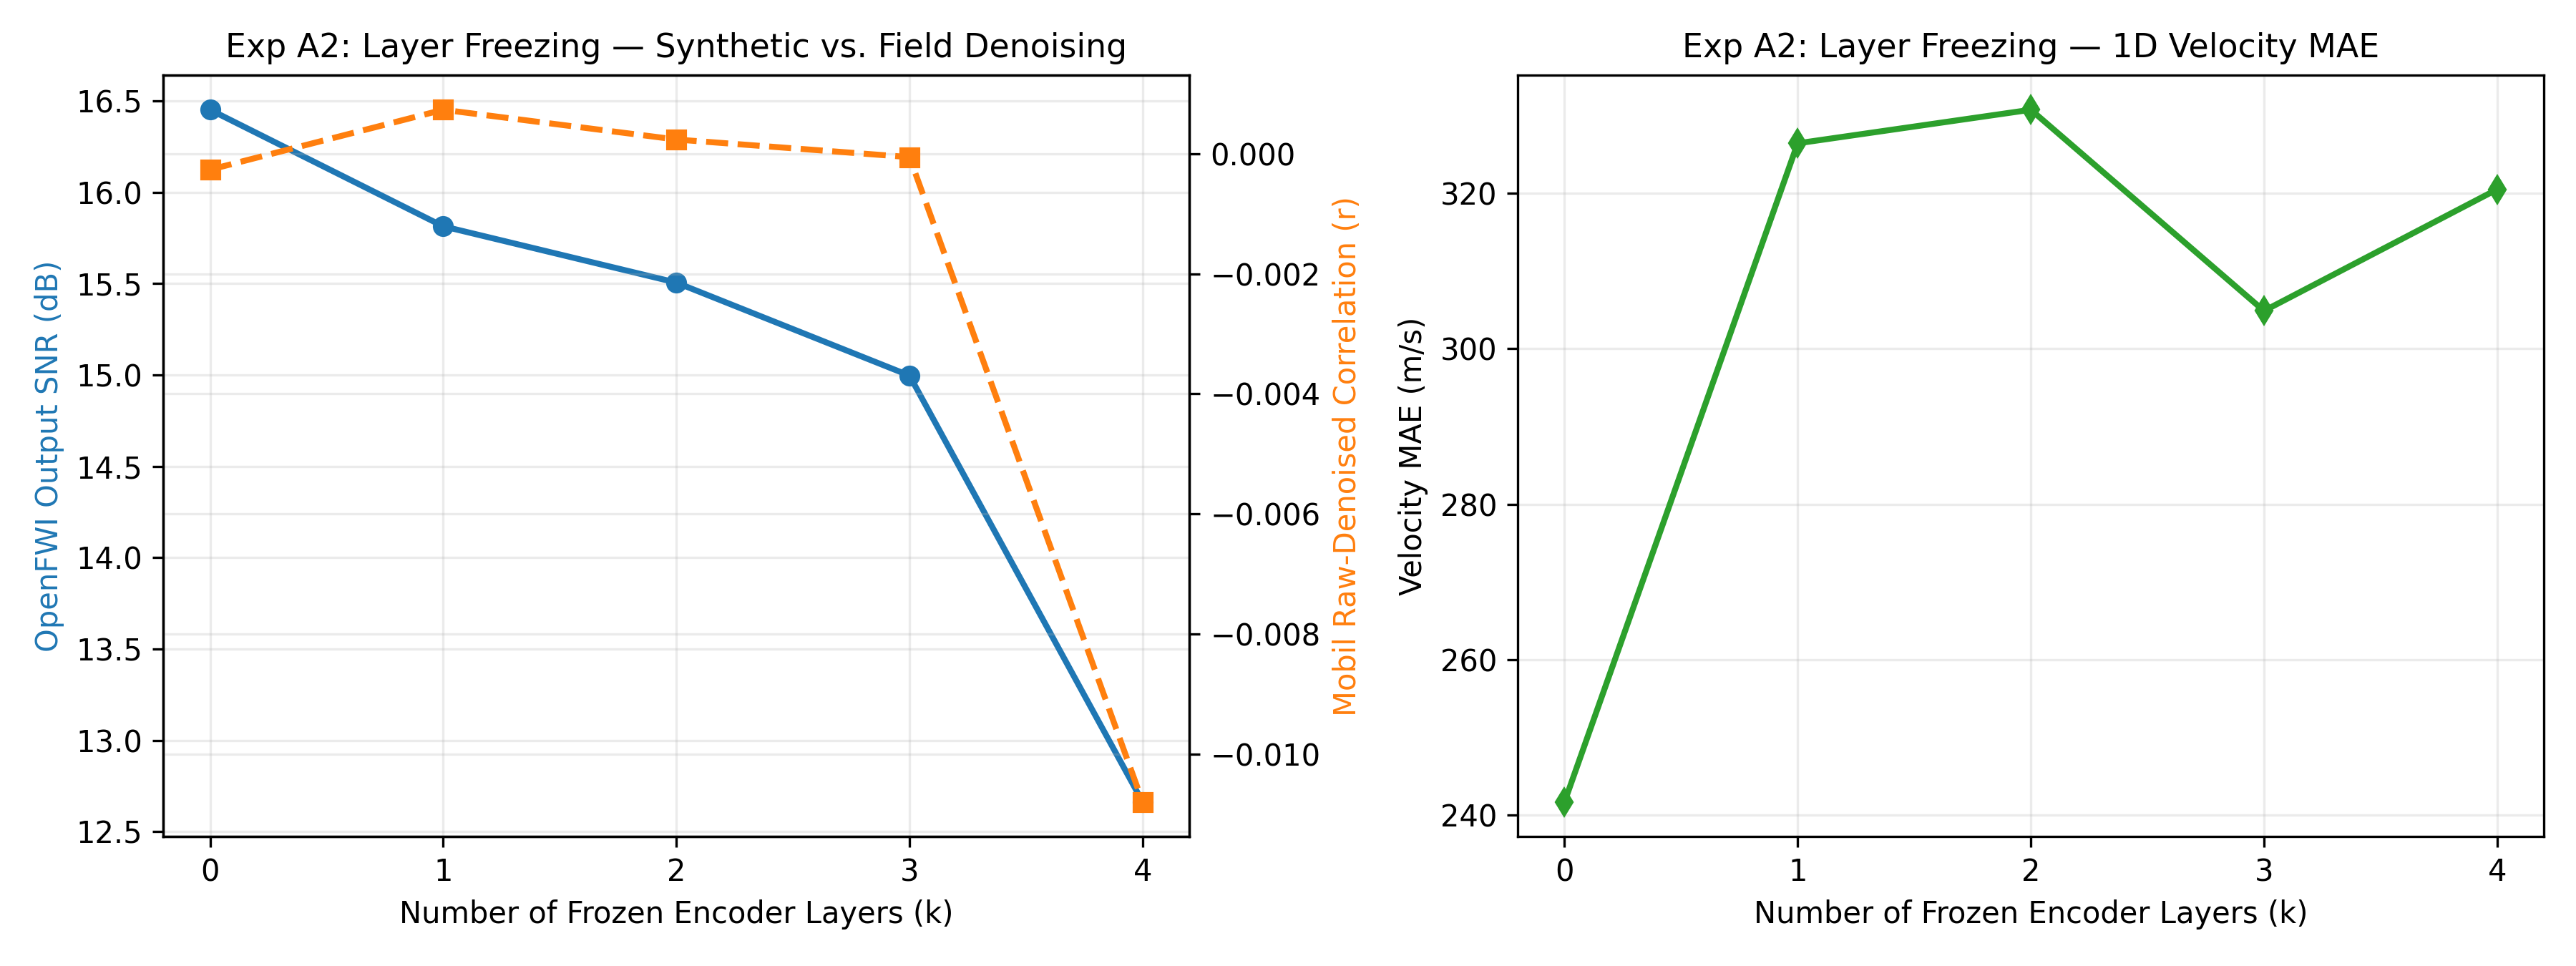 Exp A2: Layer Freezing — Synthetic vs. Field Denoising
OpenFWI Output SNR (dB)
16.5
16.0
15.5
15.0
14.5
14.0
13.5
13.0
12.5
0 1 2 3 4
Number of Frozen Encoder Layers (k)
0.000
−0.002
−0.004
−0.006
−0.008
−0.010
Mobil Raw-Denoised Correlation (r)
Exp A2: Layer Freezing — 1D Velocity MAE
Velocity MAE (m/s)
320
300
280
260
240
0 1 2 3 4
Number of Frozen Encoder Layers (k)